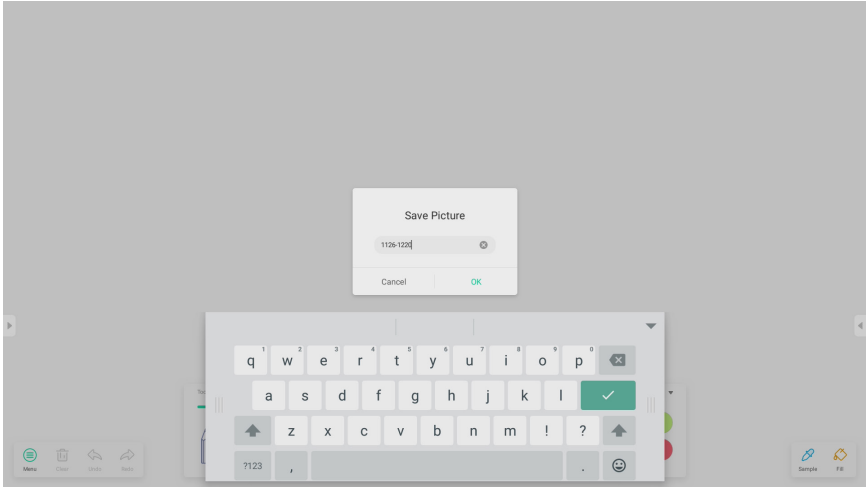 Save Picture
1126-1220
Cancel OK
1 2 3 4 5 6 7 8 9 0
q w e r t y u i o p
a s d f g h j k l
z x c v b n m ! ?
?123 , .
Menu Clear Undo Redo
Sample Fill